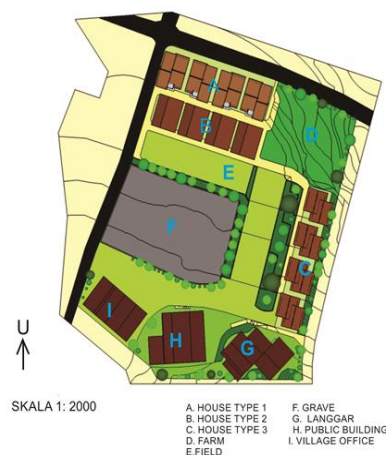 A
B
D
E
F
C
I
H
G
U
SKALA 1: 2000
A. HOUSE TYPE 1
B. HOUSE TYPE 2
C. HOUSE TYPE 3
D. FARM
E.FIELD
F. GRAVE
G. LANGGAR
H. PUBLIC BUILDING
I. VILLAGE OFFICE